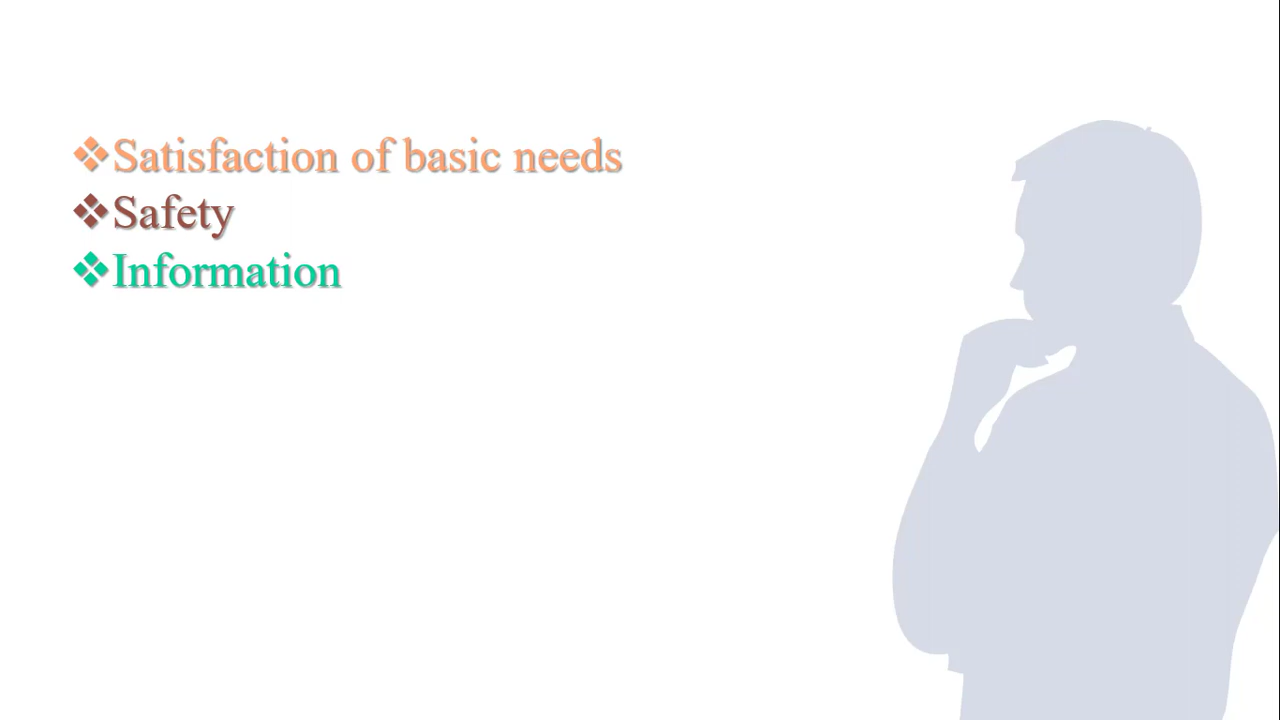 ❖Satisfaction of basic needs
❖Safety
❖Information